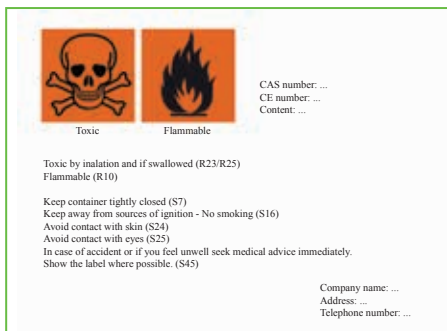 Toxic
Flammable
CAS number: ...
CE number: ...
Content: ...
Toxic by inalation and if swallowed (R23/R25)
Flammable (R10)
Keep container tightly closed (S7)
Keep away from sources of ignition - No smoking (S16)
Avoid contact with skin (S24)
Avoid contact with eyes (S25)
In case of accident or if you feel unwell seek medical advice immediately.
Show the label where possible. (S45)
Company name: ...
Address: ...
Telephone number: ...